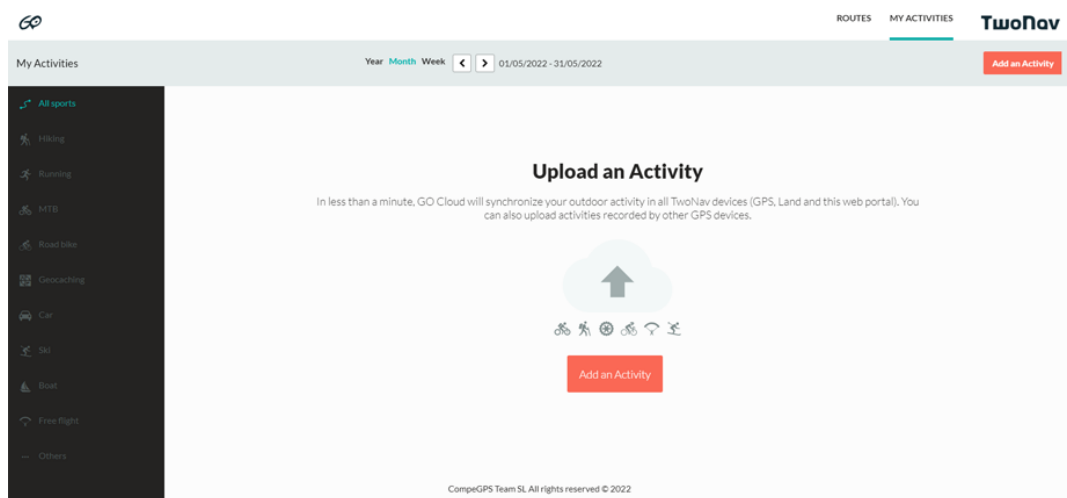 GO
ROUTES MY ACTIVITIES TwoNav
My Activities Year Month Week 01/05/2022 - 31/05/2022 Add an Activity
All sports
Hiking
Running
MTB
Road bike
Geocaching
Car
Ski
Boat
Free flight
Others
Upload an Activity
In less than a minute, GO Cloud will synchronize your outdoor activity in all TwoNav devices (GPS, Land and this web portal). You
can also upload activities recorded by other GPS devices.
Add an Activity
CompeGPS Team SL All rights reserved © 2022